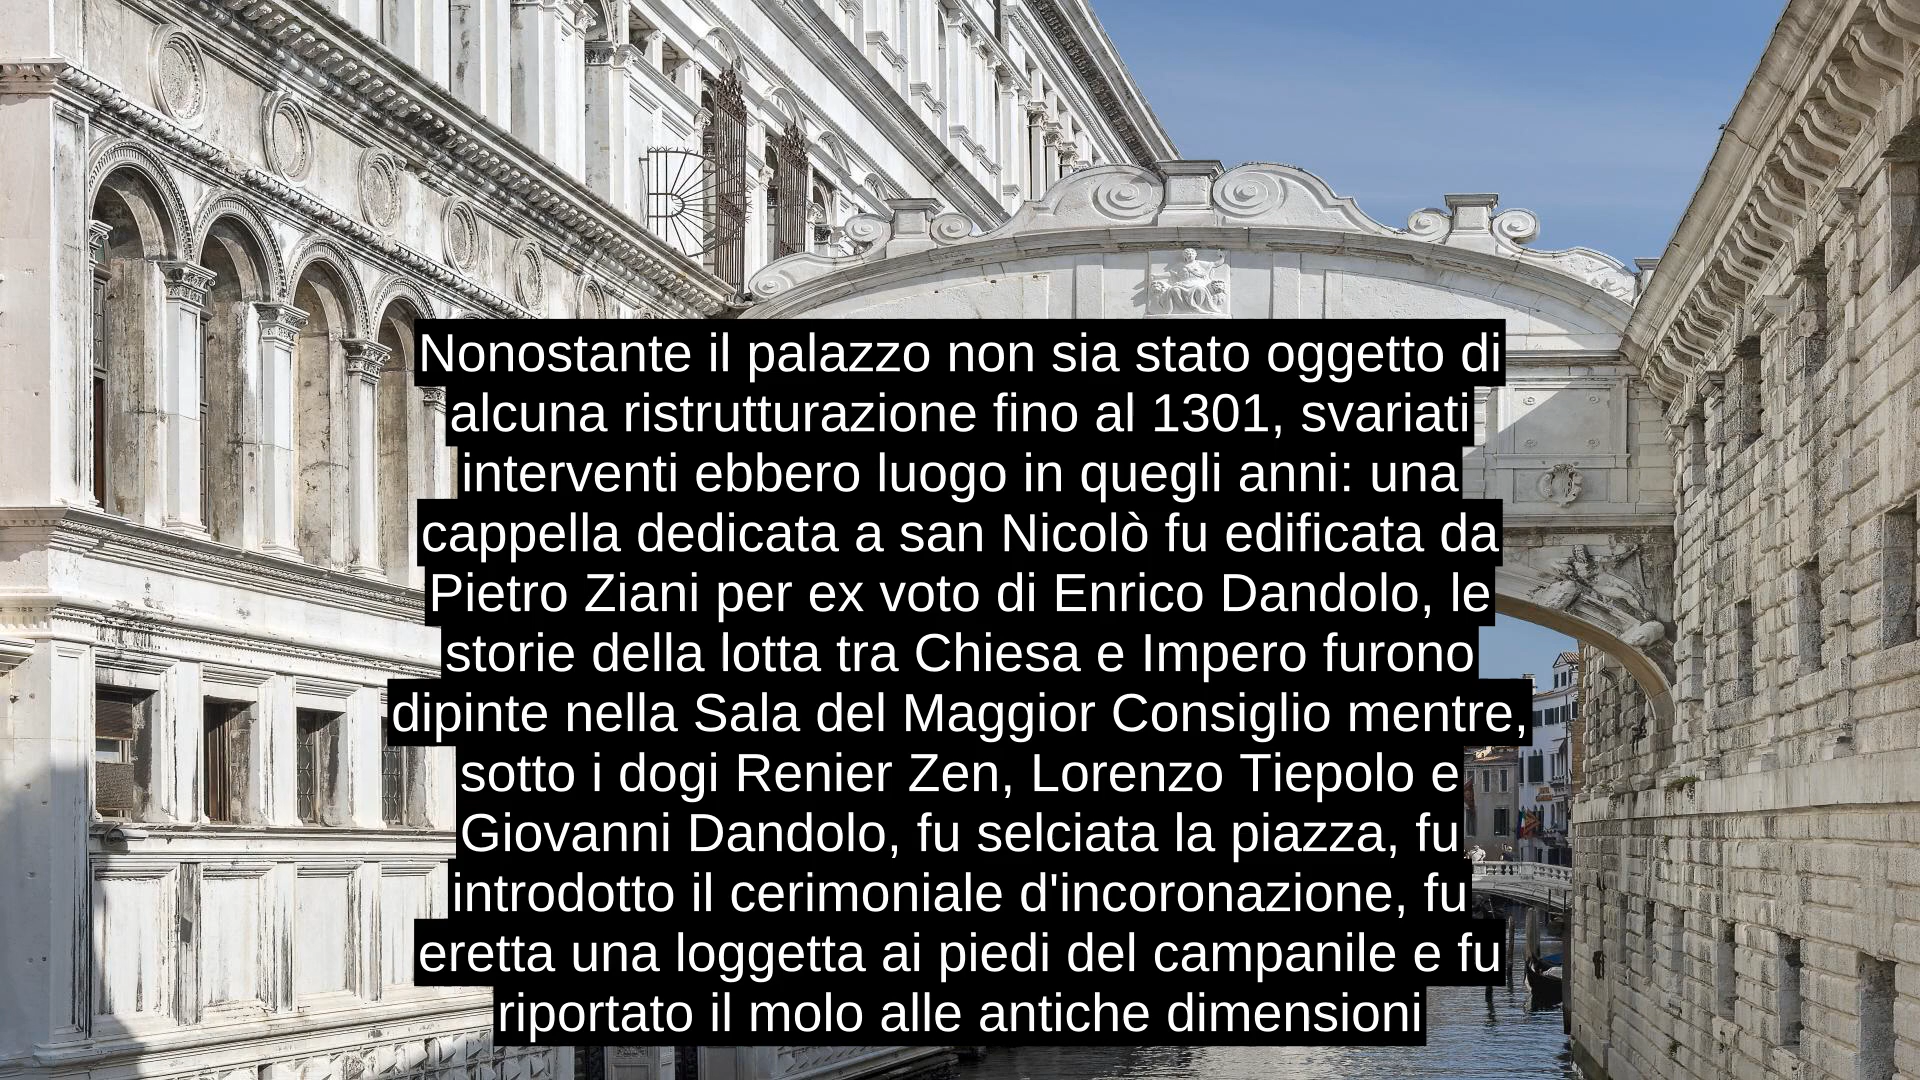 Nonostante il palazzo non sia stato oggetto di
alcuna ristrutturazione fino al 1301, svariati
interventi ebbero luogo in quegli anni: una
cappella dedicata a san Nicolò fu edificata da
Pietro Ziani per ex voto di Enrico Dandolo, le
storie della lotta tra Chiesa e Impero furono
dipinte nella Sala del Maggior Consiglio mentre,
sotto i dogi Renier Zen, Lorenzo Tiepolo e
Giovanni Dandolo, fu selciata la piazza, fu
introdotto il cerimoniale d'incoronazione, fu
eretta una loggetta ai piedi del campanile e fu
riportato il molo alle antiche dimensioni